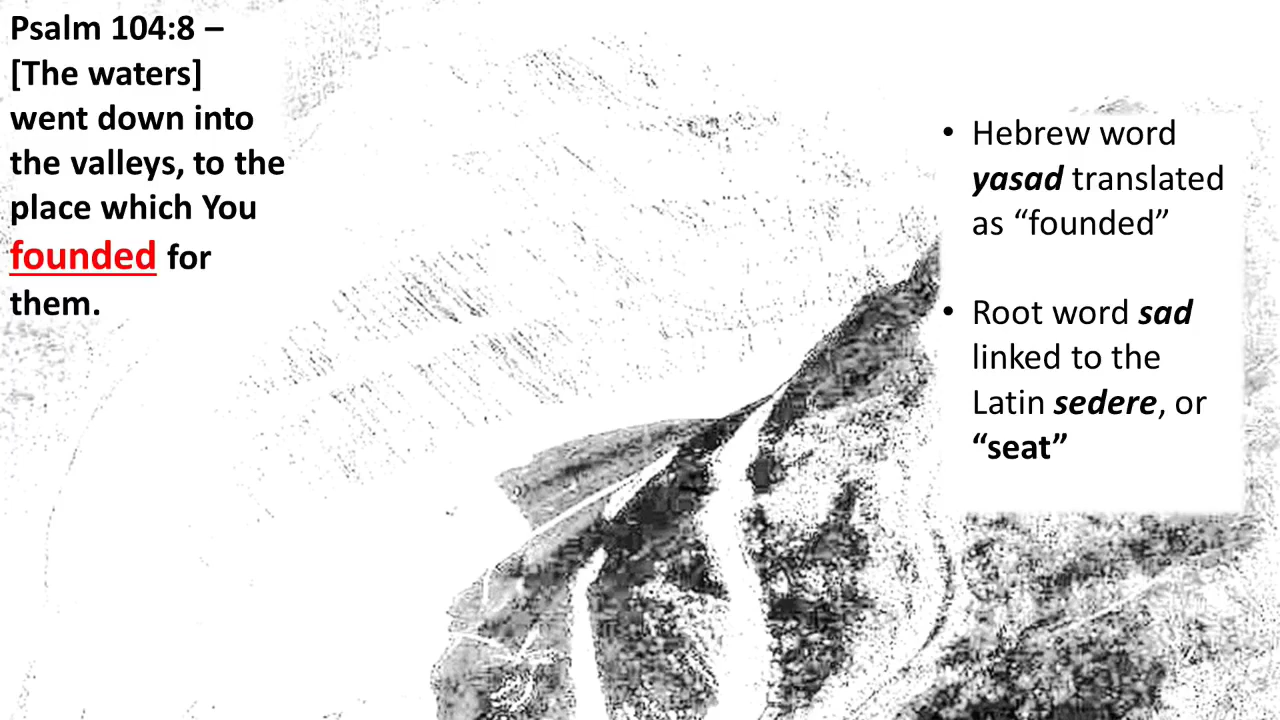 Psalm 104:8 –
[The waters]
went down into
the valleys, to the
place which You
founded for
them.
• Hebrew word
yasad translated
as “founded”
• Root word sad
linked to the
Latin sedere, or
“seat”